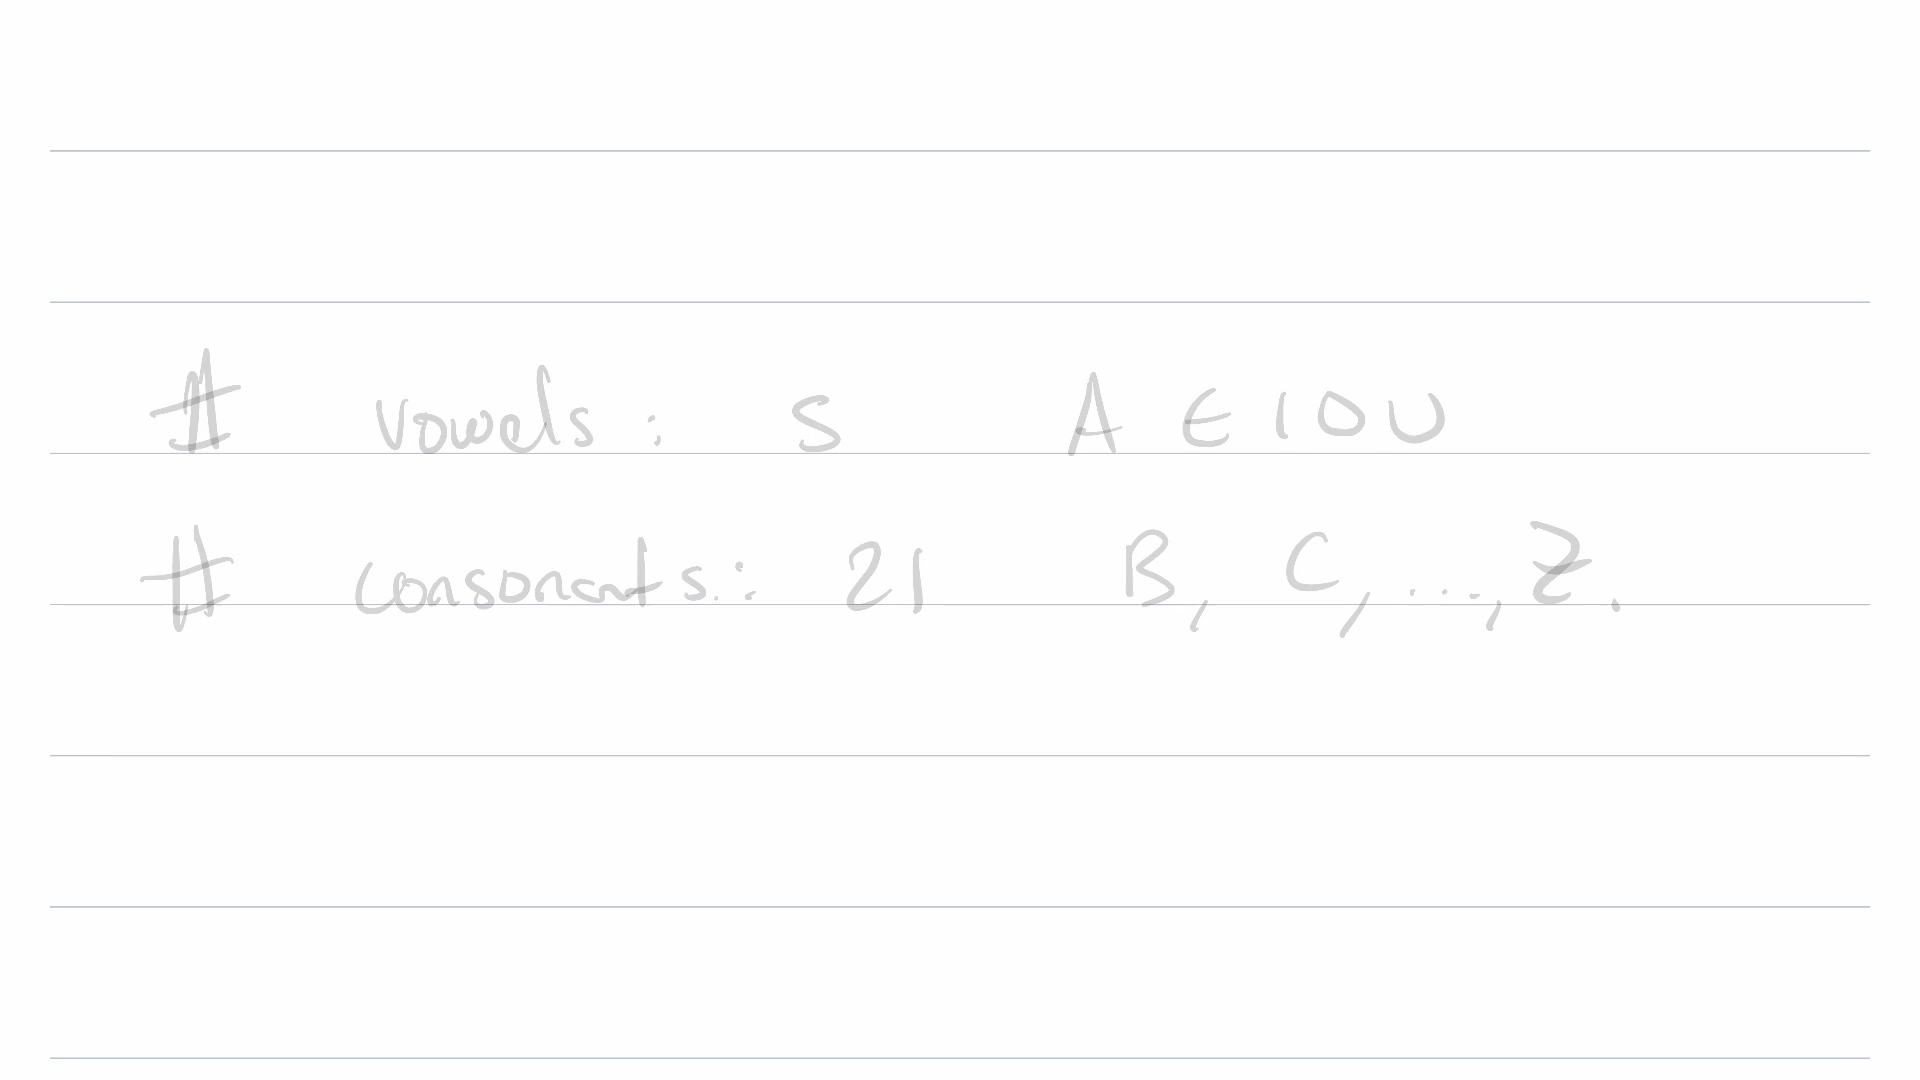 # vowels: 5 A E I O U
# consonants: 21 B, C, ..., Z.